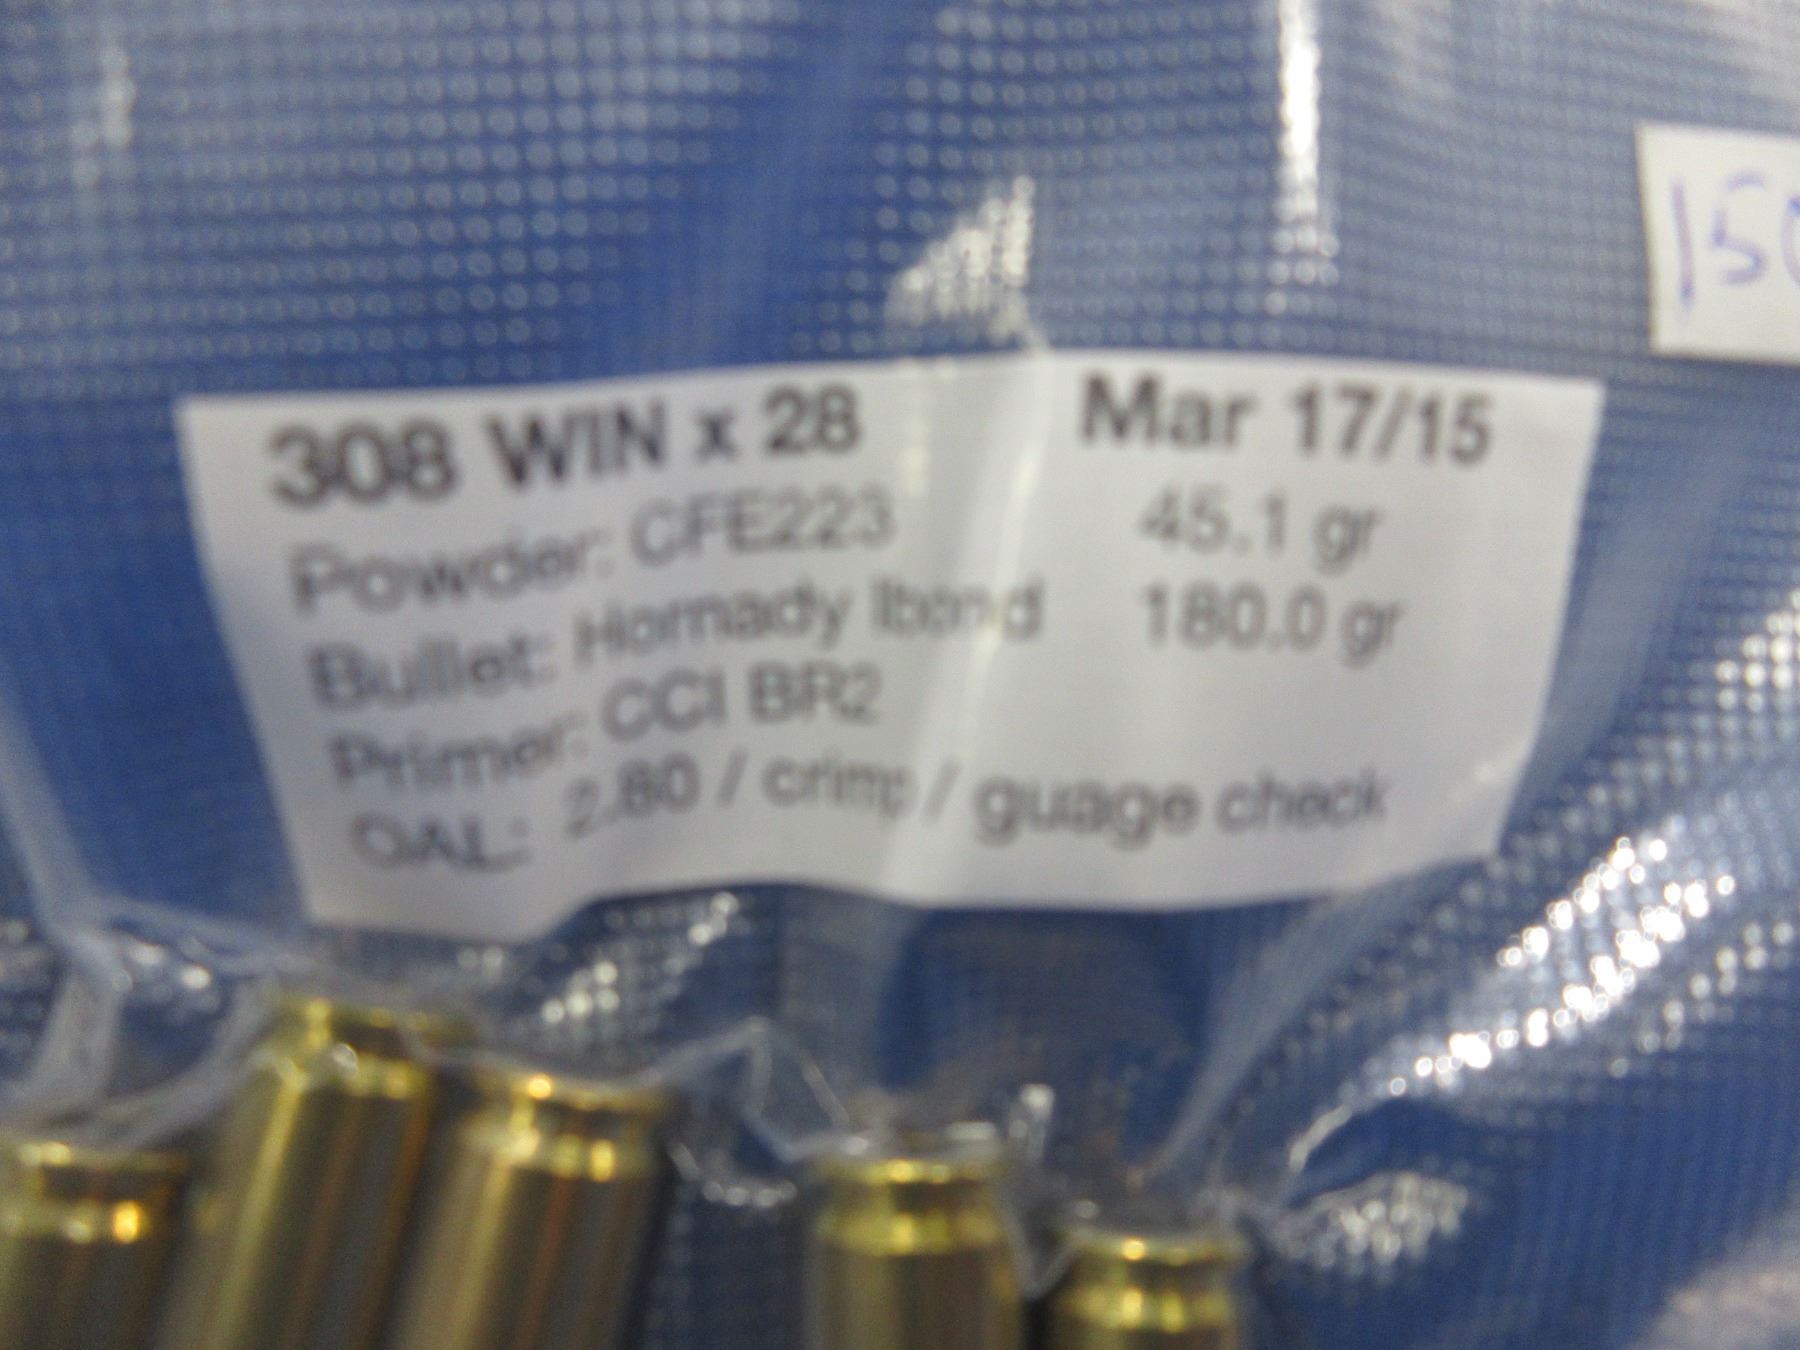 150
308 WIN x 28 Mar 17/15
Powder: CFE223 45.1 gr
Bullet: Hornady Ibond 180.0 gr
Primer: CCI BR2
OAL: 2.80 / crimp / guage check